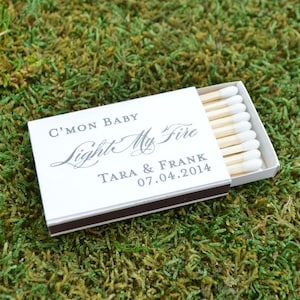 C'mon Baby
Light My Fire
Tara & Frank
07.04.2014